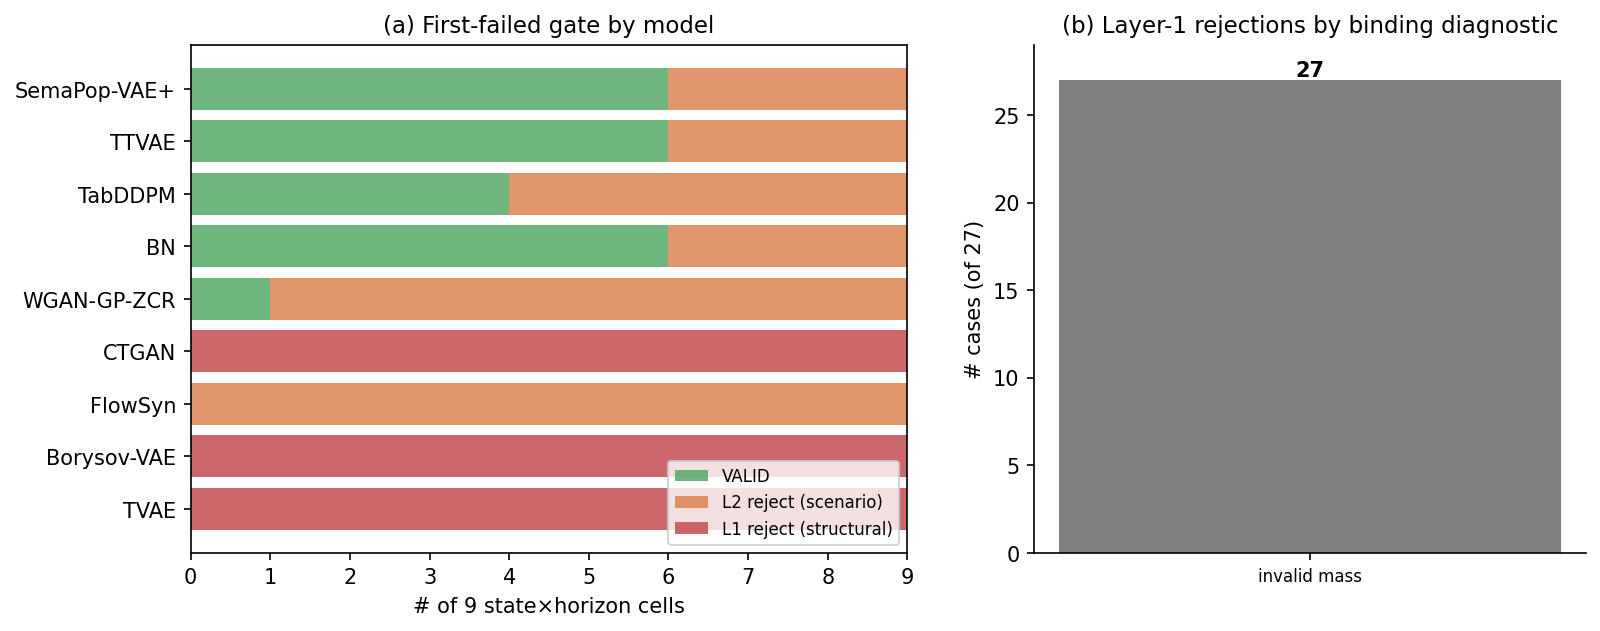 (a) First-failed gate by model
SemaPop-VAE+
TTVAE
TabDDPM
BN
WGAN-GP-ZCR
CTGAN
FlowSyn
Borysov-VAE
TVAE
VALID
L2 reject (scenario)
L1 reject (structural)
0 1 2 3 4 5 6 7 8 9
# of 9 state×horizon cells
(b) Layer-1 rejections by binding diagnostic
27
# cases (of 27)
25
20
15
10
5
0
invalid mass